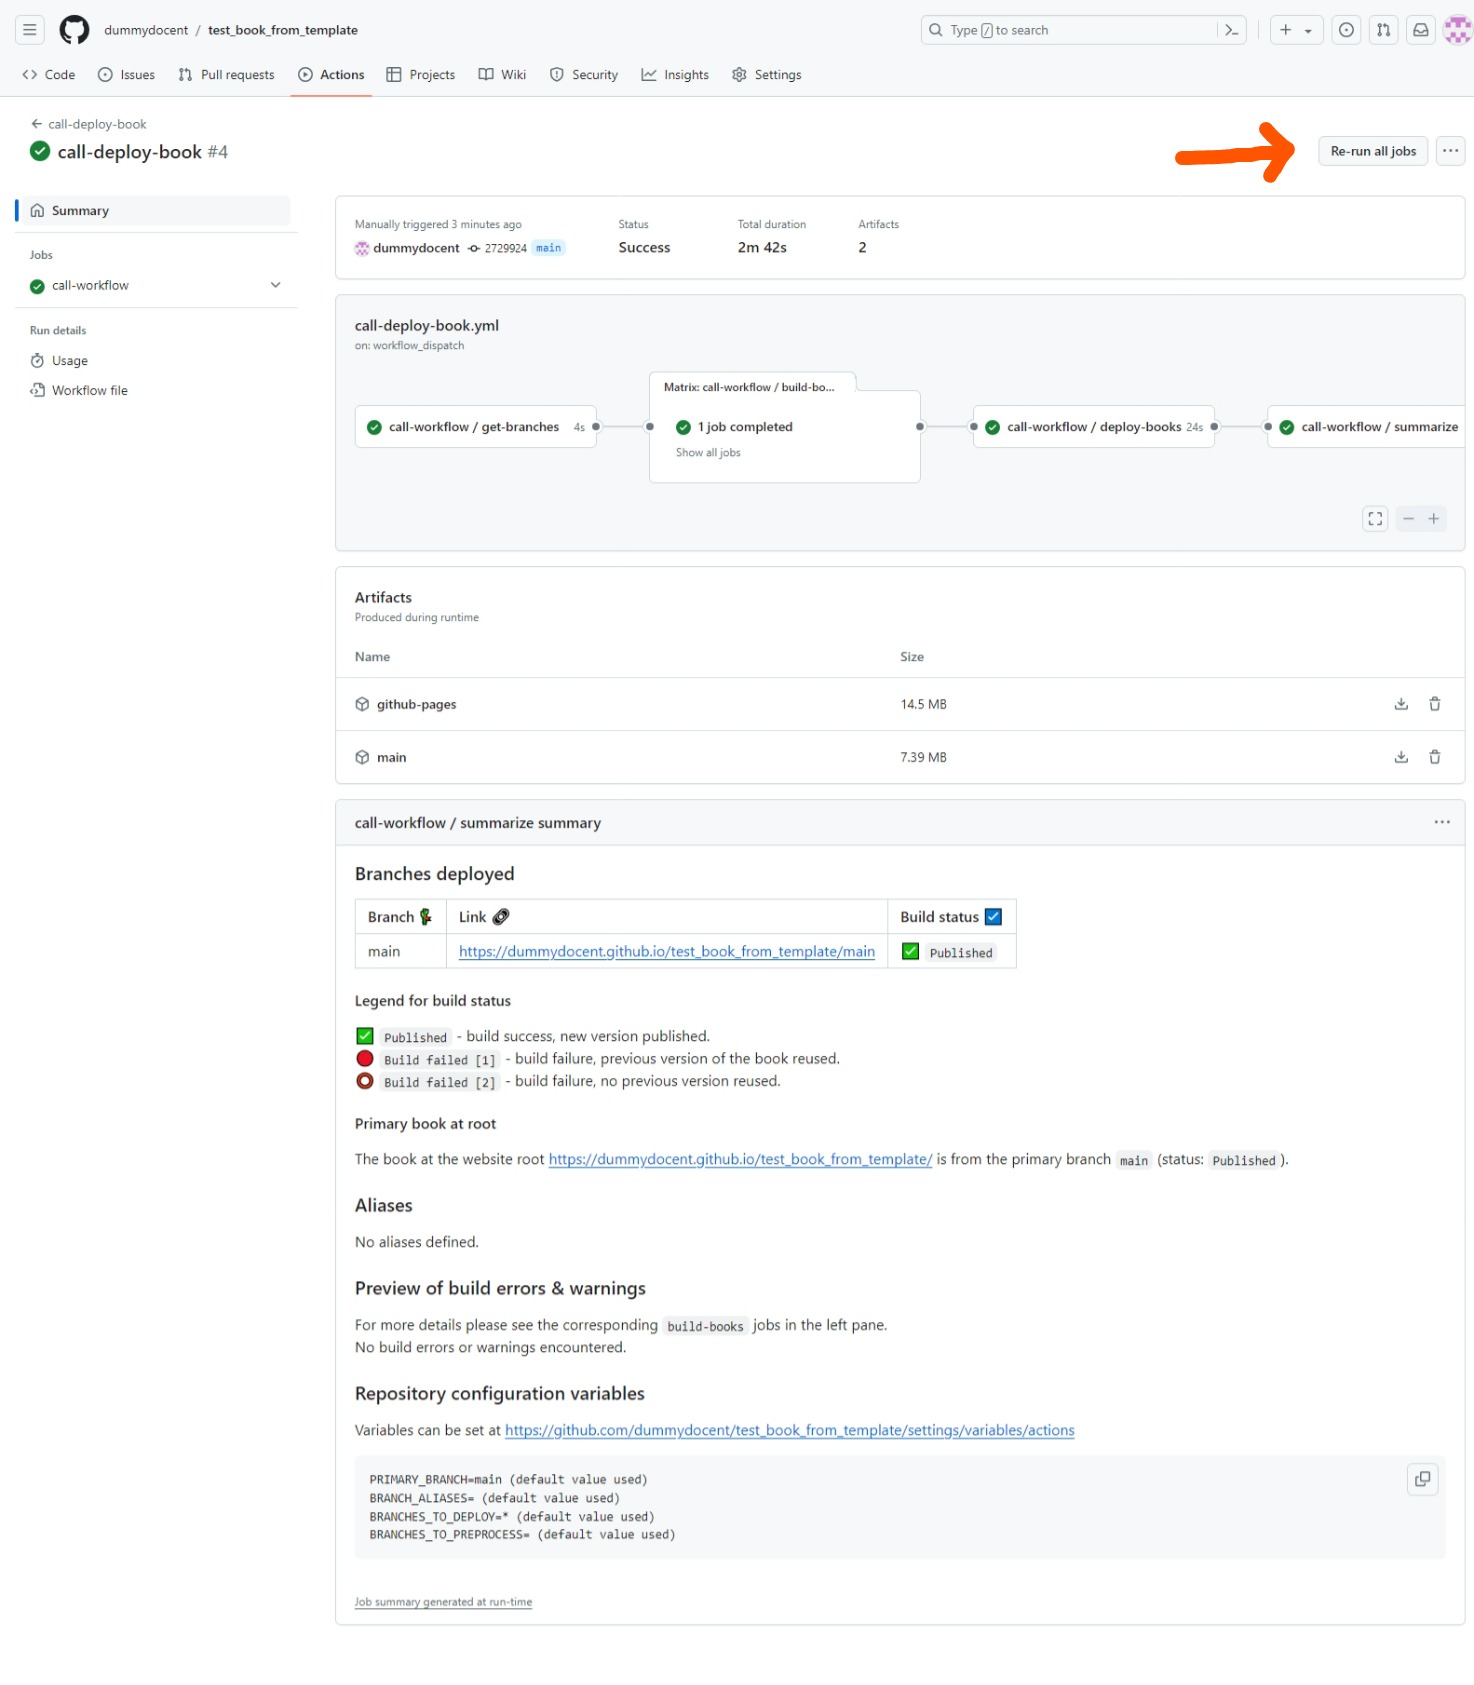 dummydocent / test_book_from_template
Type / to search
Code Issues Pull requests Actions Projects Wiki Security Insights Settings
call-deploy-book
call-deploy-book #4
Re-run all jobs
Summary
Jobs
call-workflow
Run details
Usage
Workflow file
Manually triggered 3 minutes ago Status Total duration Artifacts
dummydocent 2729924 main Success 2m 42s 2
call-deploy-book.yml
on: workflow_dispatch
Matrix: call-workflow / build-bo...
call-workflow / get-branches 4s 1 job completed call-workflow / deploy-books 24s call-workflow / summarize
Show all jobs
Artifacts
Produced during runtime
Name Size
github-pages 14.5 MB
main 7.39 MB
call-workflow / summarize summary
Branches deployed
Branch Link Build status
main https://dummydocent.github.io/test_book_from_template/main Published
Legend for build status
Published - build success, new version published.
Build failed [1] - build failure, previous version of the book reused.
Build failed [2] - build failure, no previous version reused.
Primary book at root
The book at the website root https://dummydocent.github.io/test_book_from_template/ is from the primary branch main (status: Published ).
Aliases
No aliases defined.
Preview of build errors & warnings
For more details please see the corresponding build-books jobs in the left pane.
No build errors or warnings encountered.
Repository configuration variables
Variables can be set at https://github.com/dummydocent/test_book_from_template/settings/variables/actions
PRIMARY_BRANCH=main (default value used)
BRANCH_ALIASES= (default value used)
BRANCHES_TO_DEPLOY=* (default value used)
BRANCHES_TO_PREPROCESS= (default value used)
Job summary generated at run-time